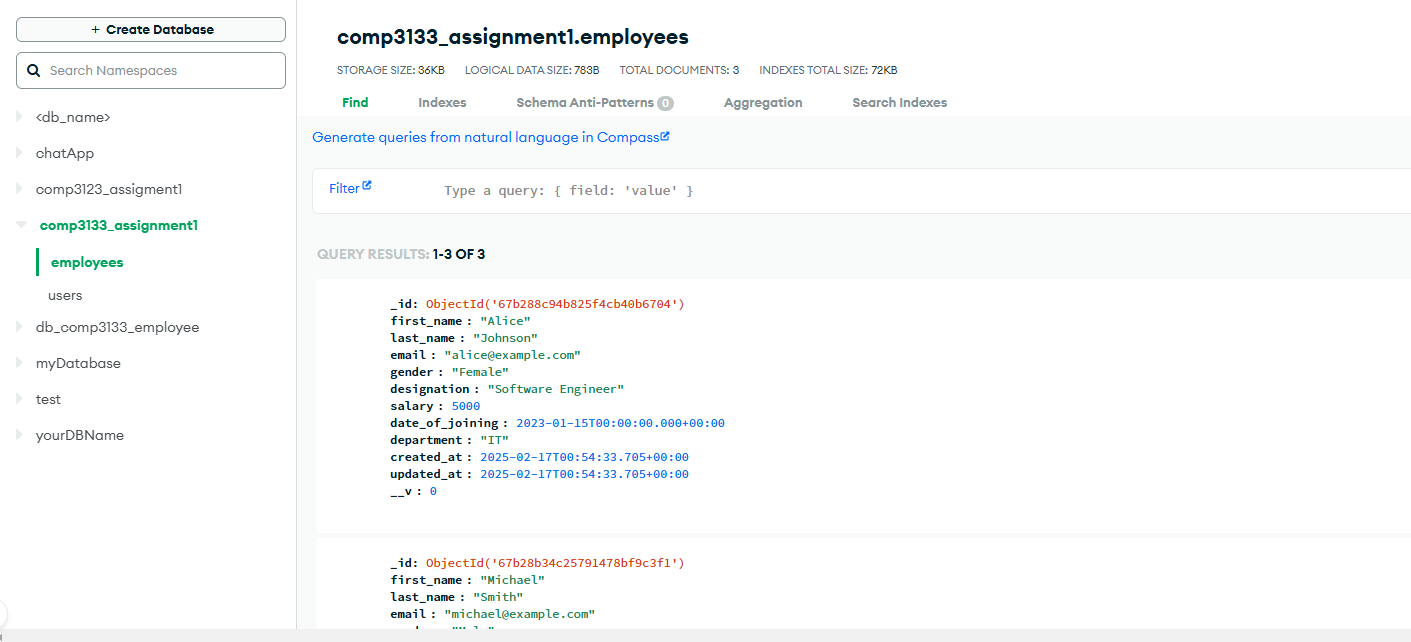 + Create Database
Search Namespaces
<db_name>
chatApp
comp3123_assigment1
comp3133_assignment1
employees
users
db_comp3133_employee
myDatabase
test
yourDBName
comp3133_assignment1.employees
STORAGE SIZE: 36KB LOGICAL DATA SIZE: 783B TOTAL DOCUMENTS: 3 INDEXES TOTAL SIZE: 72KB
Find Indexes Schema Anti-Patterns 0 Aggregation Search Indexes
Generate queries from natural language in Compass
Filter Type a query: { field: 'value' }
QUERY RESULTS: 1-3 OF 3
_id: ObjectId('67b288c94b825f4cb40b6704')
first_name : "Alice"
last_name : "Johnson"
email : "alice@example.com"
gender : "Female"
designation : "Software Engineer"
salary : 5000
date_of_joining : 2023-01-15T00:00:00.000+00:00
department : "IT"
created_at : 2025-02-17T00:54:33.705+00:00
updated_at : 2025-02-17T00:54:33.705+00:00
__v : 0
_id: ObjectId('67b28b34c25791478bf9c3f1')
first_name : "Michael"
last_name : "Smith"
email : "michael@example.com"